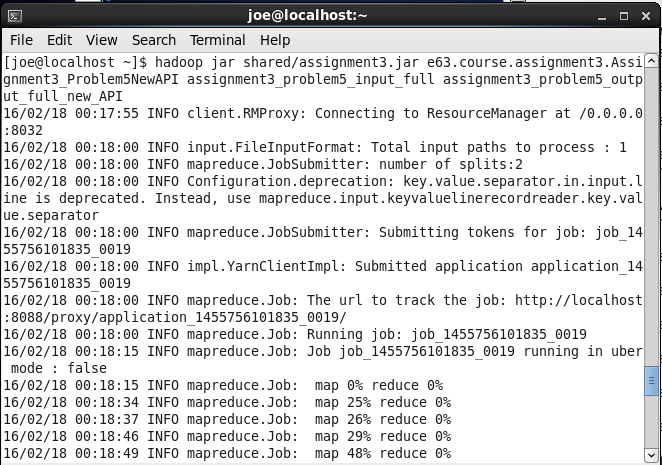 joe@localhost:~
File Edit View Search Terminal Help
[joe@localhost ~]$ hadoop jar shared/assignment3.jar e63.course.assignment3.Assi
gnment3_Problem5NewAPI assignment3_problem5_input_full assignment3_problem5_outp
ut_full_new_API
16/02/18 00:17:55 INFO client.RMProxy: Connecting to ResourceManager at /0.0.0.0
:8032
16/02/18 00:18:00 INFO input.FileInputFormat: Total input paths to process : 1
16/02/18 00:18:00 INFO mapreduce.JobSubmitter: number of splits:2
16/02/18 00:18:00 INFO Configuration.deprecation: key.value.separator.in.input.l
ine is deprecated. Instead, use mapreduce.input.keyvaluelinerecordreader.key.val
ue.separator
16/02/18 00:18:00 INFO mapreduce.JobSubmitter: Submitting tokens for job: job_14
55756101835_0019
16/02/18 00:18:00 INFO impl.YarnClientImpl: Submitted application application_14
55756101835_0019
16/02/18 00:18:00 INFO mapreduce.Job: The url to track the job: http://localhost
:8088/proxy/application_1455756101835_0019/
16/02/18 00:18:00 INFO mapreduce.Job: Running job: job_1455756101835_0019
16/02/18 00:18:15 INFO mapreduce.Job: Job job_1455756101835_0019 running in uber
 mode : false
16/02/18 00:18:15 INFO mapreduce.Job:  map 0% reduce 0%
16/02/18 00:18:34 INFO mapreduce.Job:  map 25% reduce 0%
16/02/18 00:18:37 INFO mapreduce.Job:  map 26% reduce 0%
16/02/18 00:18:46 INFO mapreduce.Job:  map 29% reduce 0%
16/02/18 00:18:49 INFO mapreduce.Job:  map 48% reduce 0%